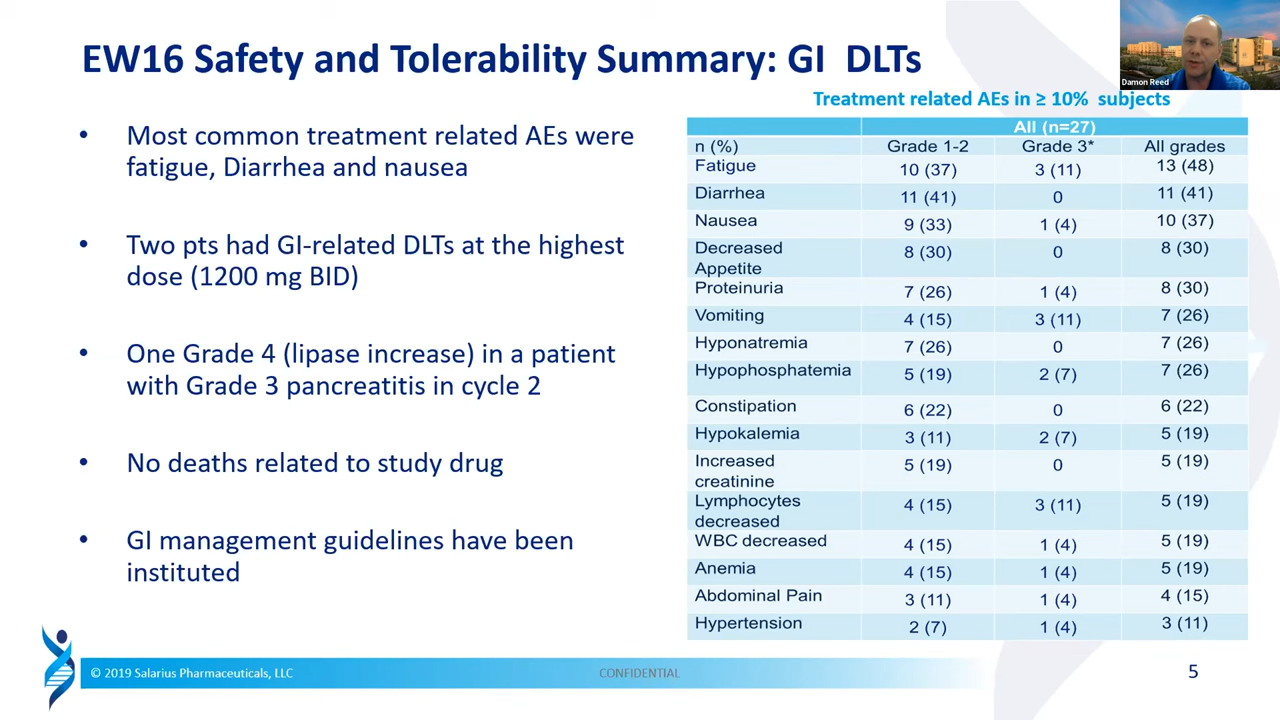 EW16 Safety and Tolerability Summary: GI DLTs
Damon Reed
Treatment related AEs in ≥ 10% subjects
• Most common treatment related AEs were
fatigue, Diarrhea and nausea
• Two pts had GI-related DLTs at the highest
dose (1200 mg BID)
• One Grade 4 (lipase increase) in a patient
with Grade 3 pancreatitis in cycle 2
• No deaths related to study drug
• GI management guidelines have been
instituted
All (n=27)
n (%) Grade 1-2 Grade 3* All grades
Fatigue 10 (37) 3 (11) 13 (48)
Diarrhea 11 (41) 0 11 (41)
Nausea 9 (33) 1 (4) 10 (37)
Decreased
Appetite 8 (30) 0 8 (30)
Proteinuria 7 (26) 1 (4) 8 (30)
Vomiting 4 (15) 3 (11) 7 (26)
Hyponatremia 7 (26) 0 7 (26)
Hypophosphatemia 5 (19) 2 (7) 7 (26)
Constipation 6 (22) 0 6 (22)
Hypokalemia 3 (11) 2 (7) 5 (19)
Increased
creatinine 5 (19) 0 5 (19)
Lymphocytes
decreased 4 (15) 3 (11) 5 (19)
WBC decreased 4 (15) 1 (4) 5 (19)
Anemia 4 (15) 1 (4) 5 (19)
Abdominal Pain 3 (11) 1 (4) 4 (15)
Hypertension 2 (7) 1 (4) 3 (11)
© 2019 Salarius Pharmaceuticals, LLC
CONFIDENTIAL
5